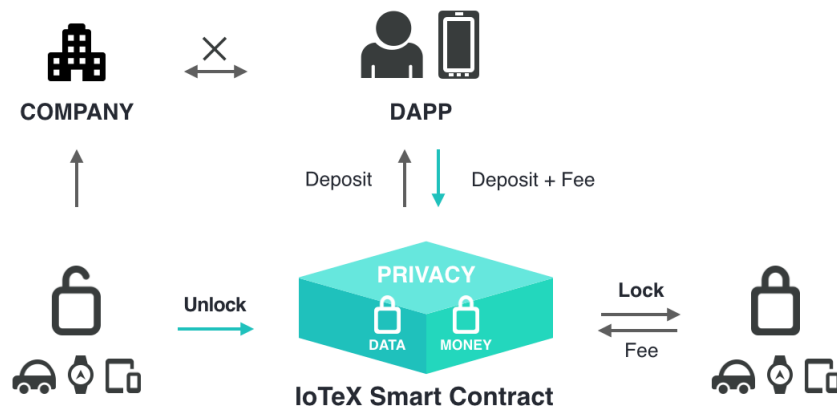 COMPANY
DAPP
Deposit
Deposit + Fee
PRIVACY
Unlock
DATA
MONEY
Lock
Fee
IoTeX Smart Contract